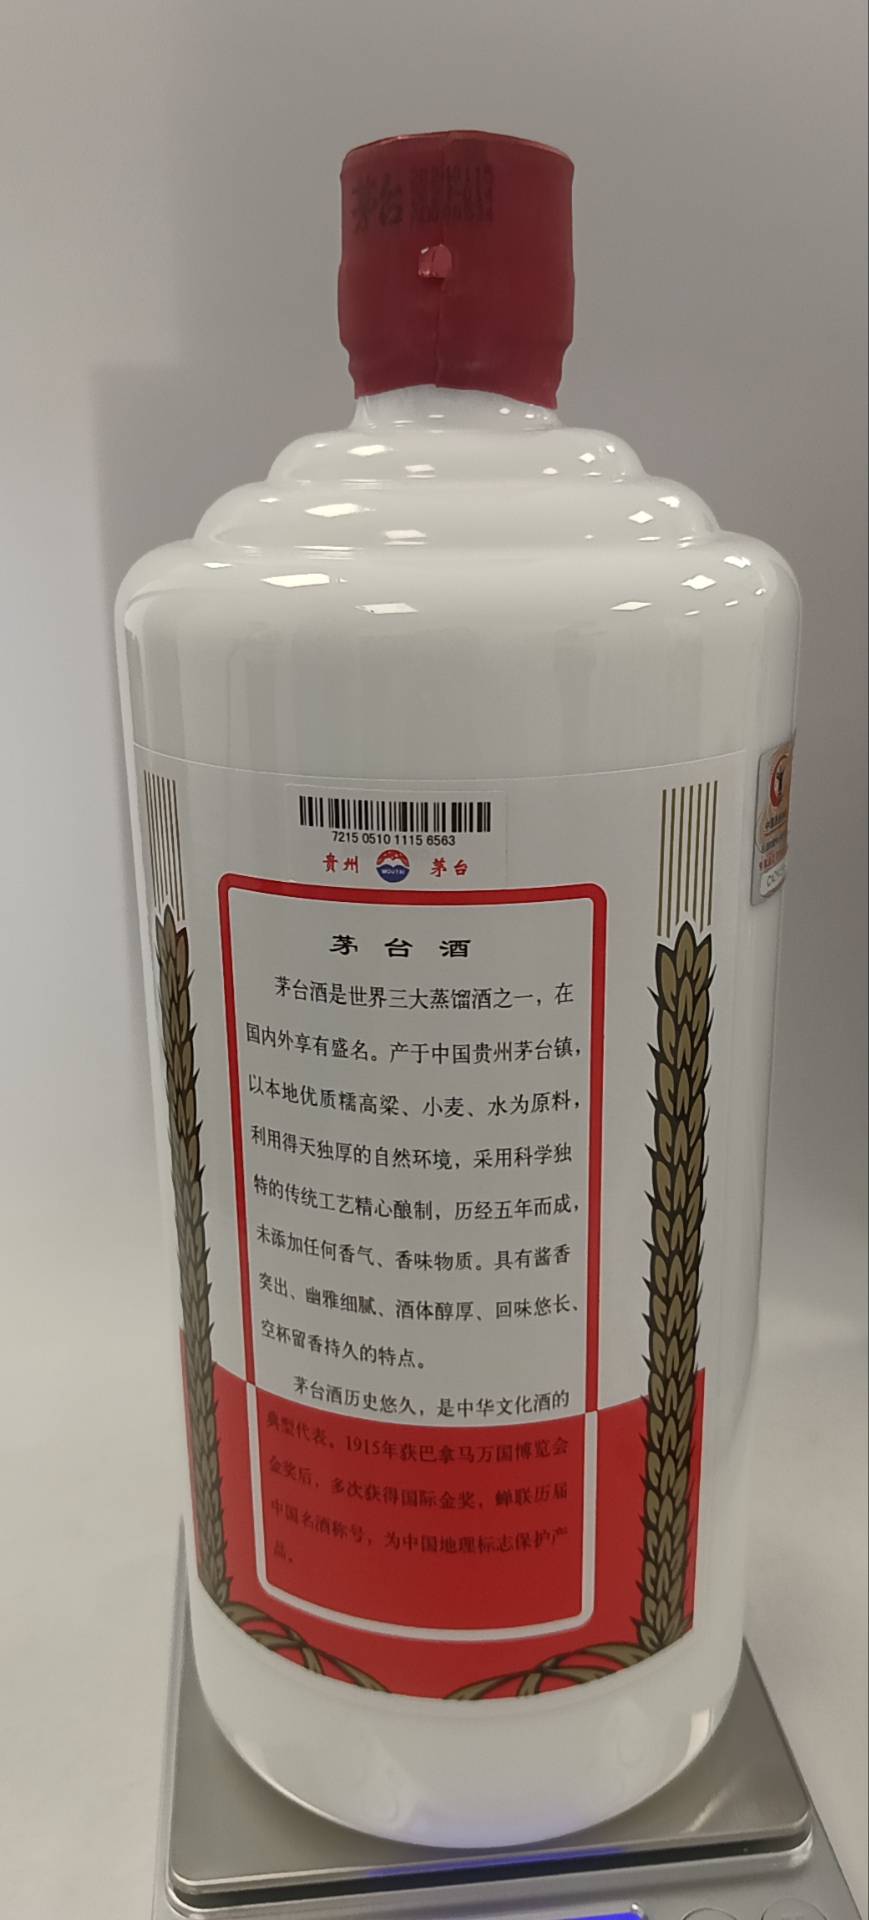 茅台
7215 0510 1115 6563
贵州 MOUTAI 茅台
茅台酒
茅台酒是世界三大蒸馏酒之一，在
国内外享有盛名。产于中国贵州茅台镇，
以本地优质糯高粱、小麦、水为原料，
利用得天独厚的自然环境，采用科学独
特的传统工艺精心酿制，历经五年而成，
未添加任何香气、香味物质。具有酱香
突出、幽雅细腻、酒体醇厚、回味悠长、
空杯留香持久的特点。
茅台酒历史悠久，是中华文化酒的
典型代表。1915年获巴拿马万国博览会
金奖后，多次获得国际金奖，蝉联历届
中国名酒称号，为中国地理标志保护产
品。